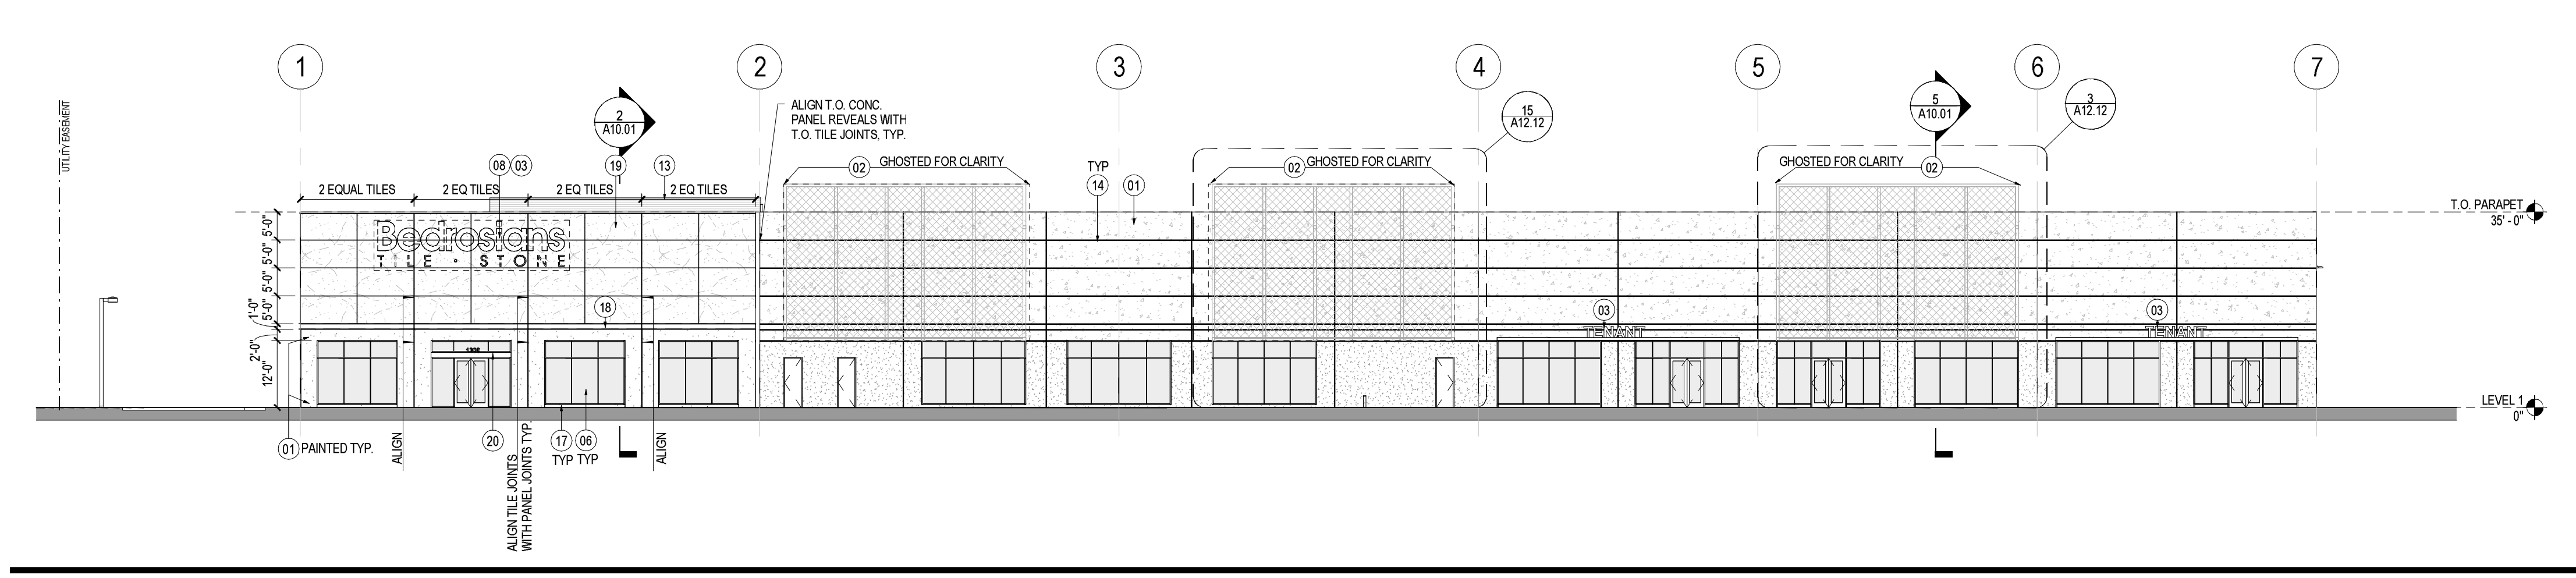 1
2
3
4
5
6
7
UTILITY EASEMENT
2
A10.01
ALIGN T.O. CONC.
PANEL REVEALS WITH
T.O. TILE JOINTS, TYP.
15
A12.12
5
A10.01
3
A12.12
08
03
19
13
02
GHOSTED FOR CLARITY
TYP
14
01
02
GHOSTED FOR CLARITY
GHOSTED FOR CLARITY
02
2 EQUAL TILES
2 EQ TILES
2 EQ TILES
2 EQ TILES
T.O. PARAPET
35' - 0"
5'-0"
5'-0"
5'-0"
5'-0"
1'-0"
2'-0"
12'-0"
Bedrosians
TILE · STONE
18
03
TENANT
03
TENANT
1300
LEVEL 1
0"
01 PAINTED TYP.
ALIGN
20
ALIGN TILE JOINTS
WITH PANEL JOINTS TYP.
17
TYP
06
TYP
ALIGN